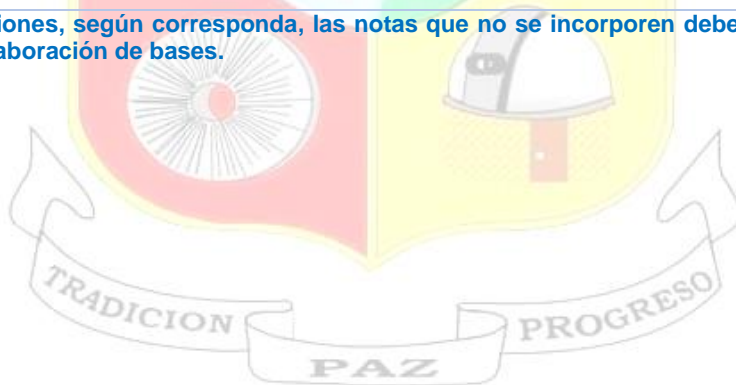 iones, según corresponda, las notas que no se incorporen debe
aboración de bases.
TRADICION
PAZ
PROGRESO